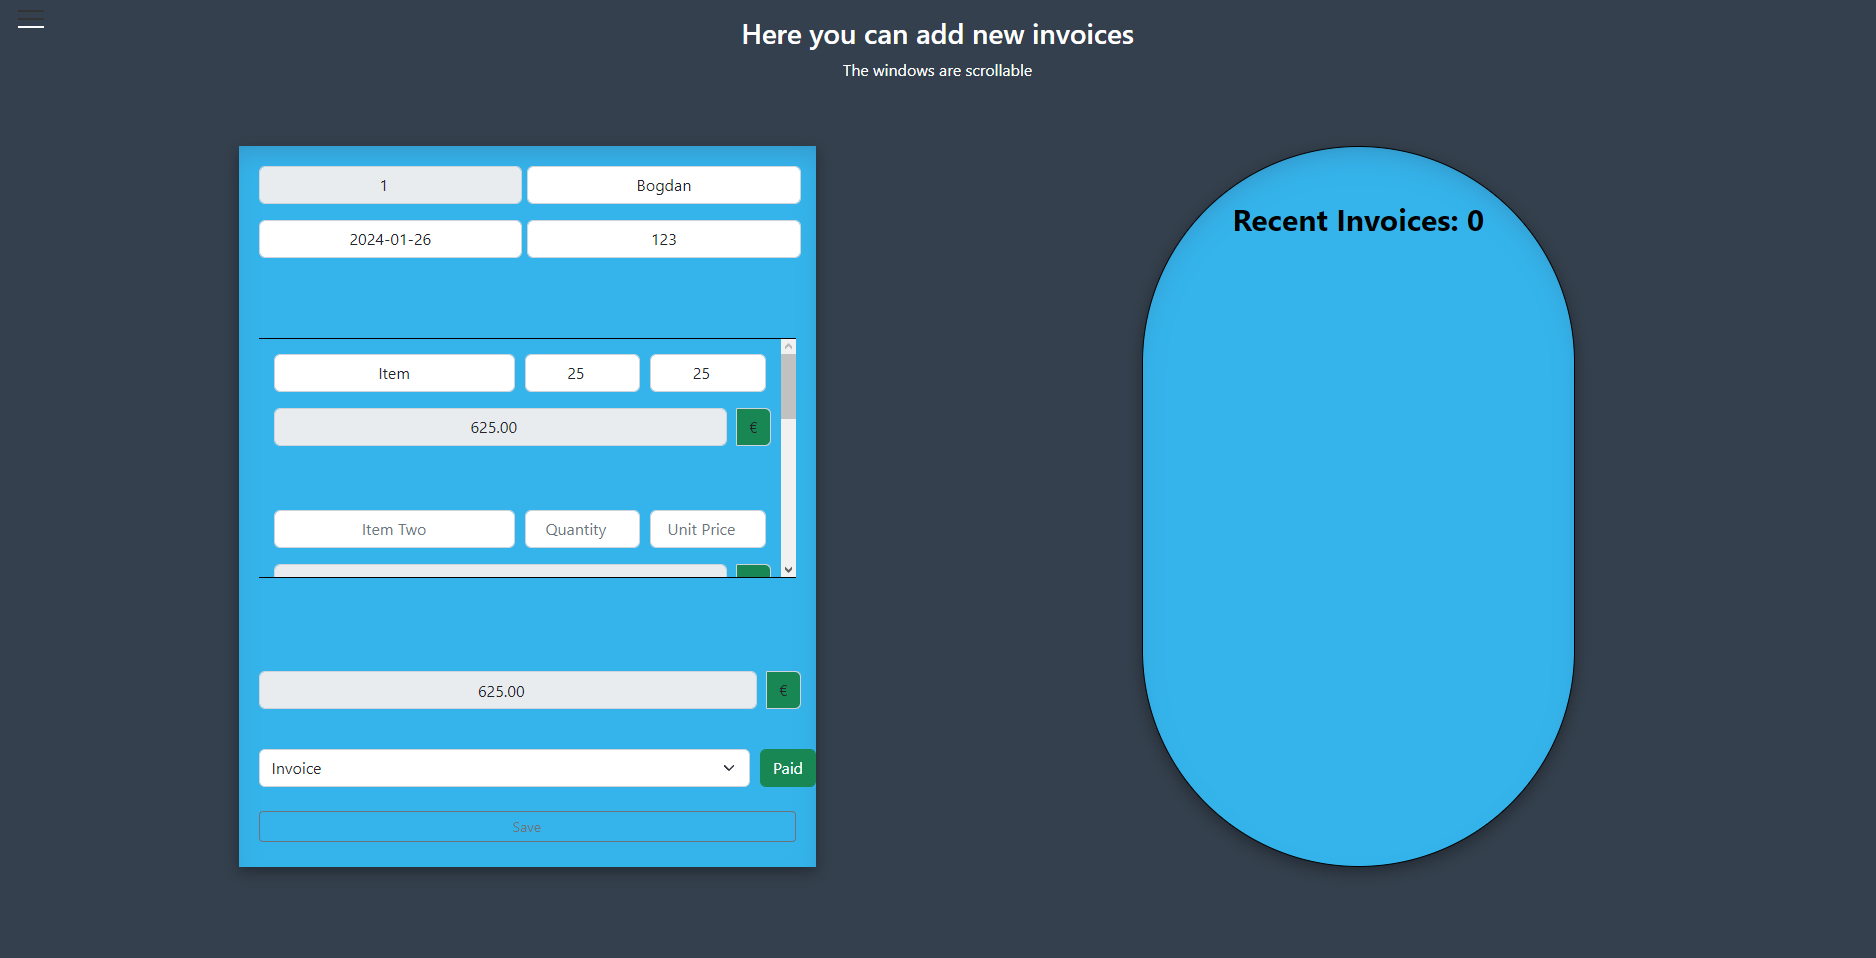 Here you can add new invoices
The windows are scrollable
1 Bogdan
2024-01-26 123
Item 25 25
625.00 €
Item Two Quantity Unit Price
625.00 €
Invoice Paid
Save
Recent Invoices: 0